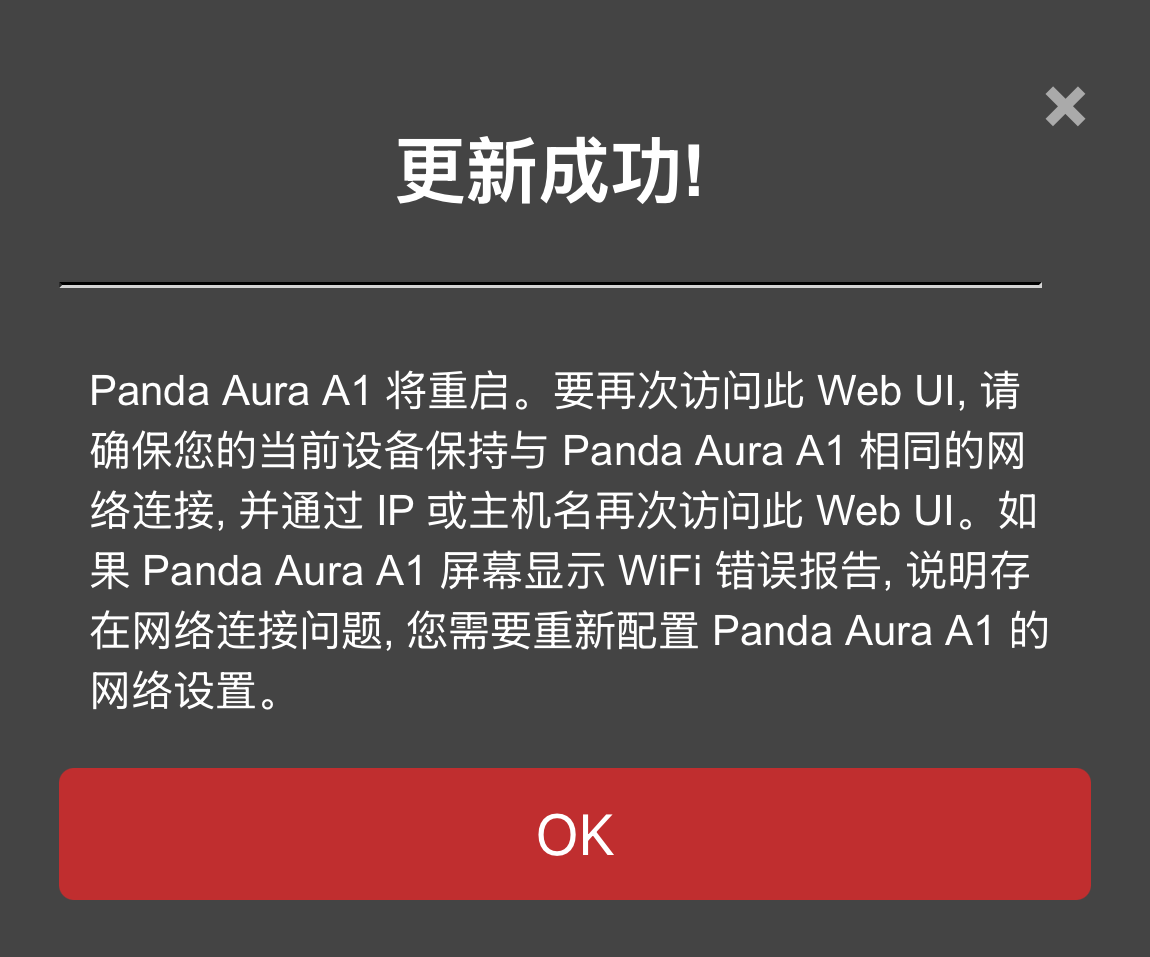 更新成功!
Panda Aura A1 将重启。要再次访问此 Web UI, 请
确保您的当前设备保持与 Panda Aura A1 相同的网
络连接, 并通过 IP 或主机名再次访问此 Web UI。如
果 Panda Aura A1 屏幕显示 WiFi 错误报告, 说明存
在网络连接问题, 您需要重新配置 Panda Aura A1 的
网络设置。
OK